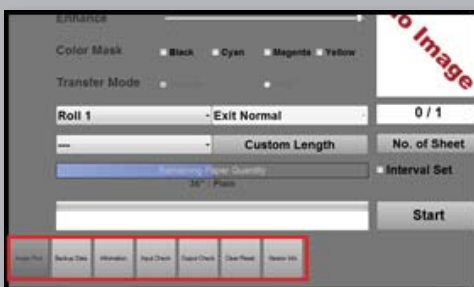 Enhance
Color Mask Black Cyan Magenta Yellow
Transfer Mode
o Image
Roll 1 Exit Normal 0 / 1
--- Custom Length No. of Sheet
Remaining Paper Quantity Interval Set
36" : Plain
Start
Backup Data Information Input Check Output Check Clear/Reset Version Info.